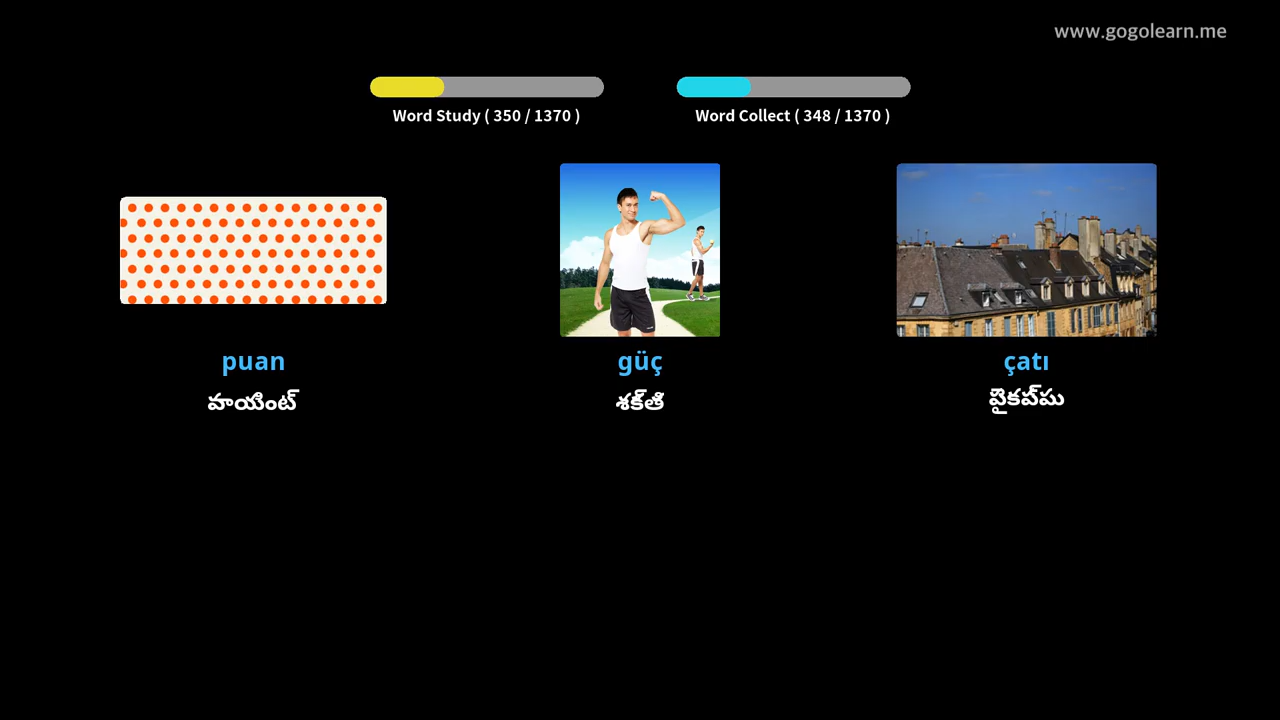 www.gogolearn.me
Word Study ( 350 / 1370 )
Word Collect ( 348 / 1370 )
puan
güç
çatı
పాయింట్
శక్తి
పైకప్పు